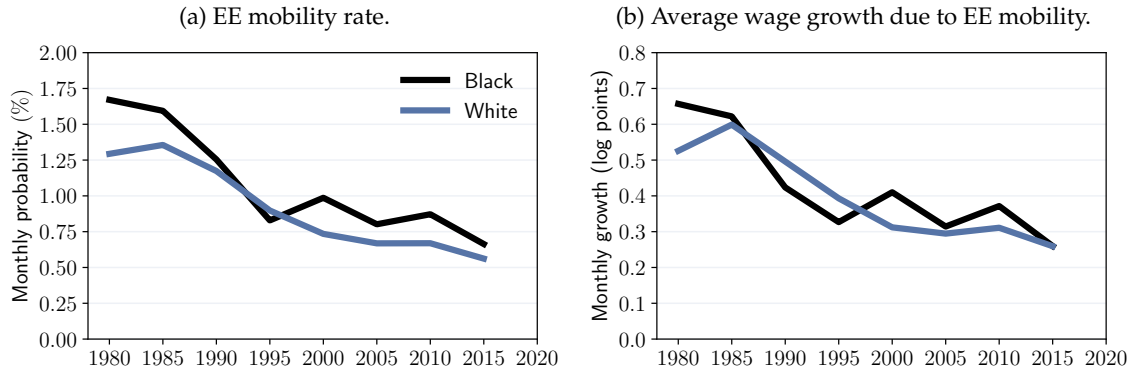 (a) EE mobility rate.
Monthly probability (%)
2.00
1.75
1.50
1.25
1.00
0.75
0.50
0.25
0.00
Black
White
1980 1985 1990 1995 2000 2005 2010 2015 2020
(b) Average wage growth due to EE mobility.
Monthly growth (log points)
0.8
0.7
0.6
0.5
0.4
0.3
0.2
0.1
0.0
1980 1985 1990 1995 2000 2005 2010 2015 2020